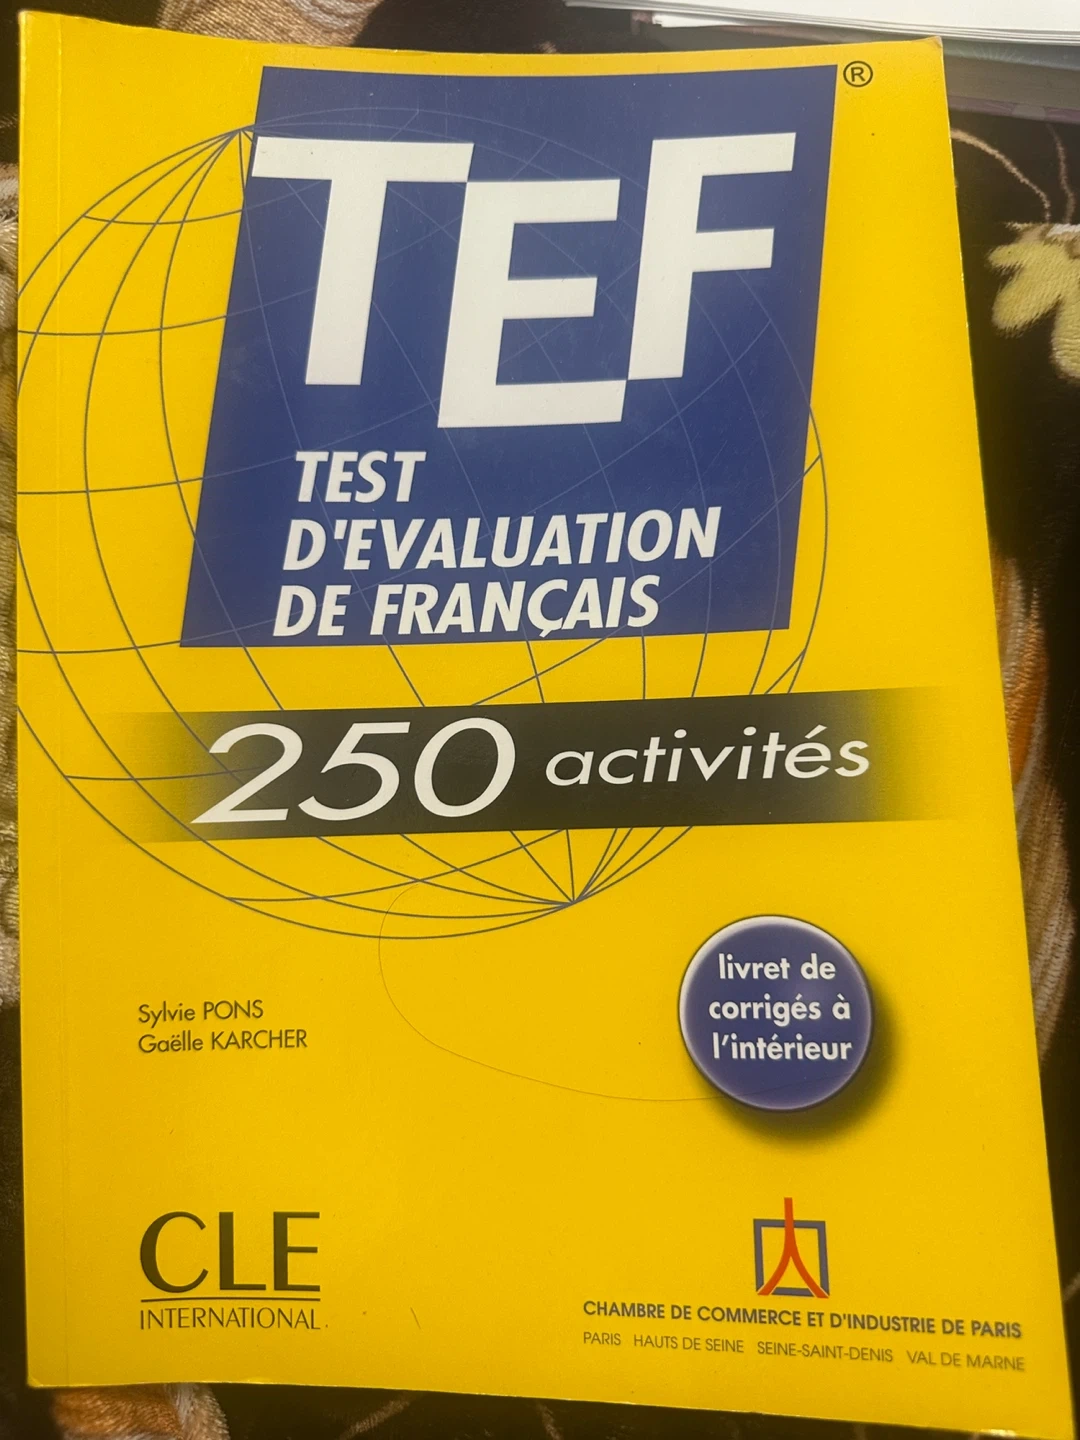 TEF®
TEST
D'EVALUATION
DE FRANÇAIS
250 activités
livret de
corrigés à
l'intérieur
Sylvie PONS
Gaëlle KARCHER
CLE
INTERNATIONAL
CHAMBRE DE COMMERCE ET D'INDUSTRIE DE PARIS
PARIS HAUTS DE SEINE SEINE-SAINT-DENIS VAL DE MARNE